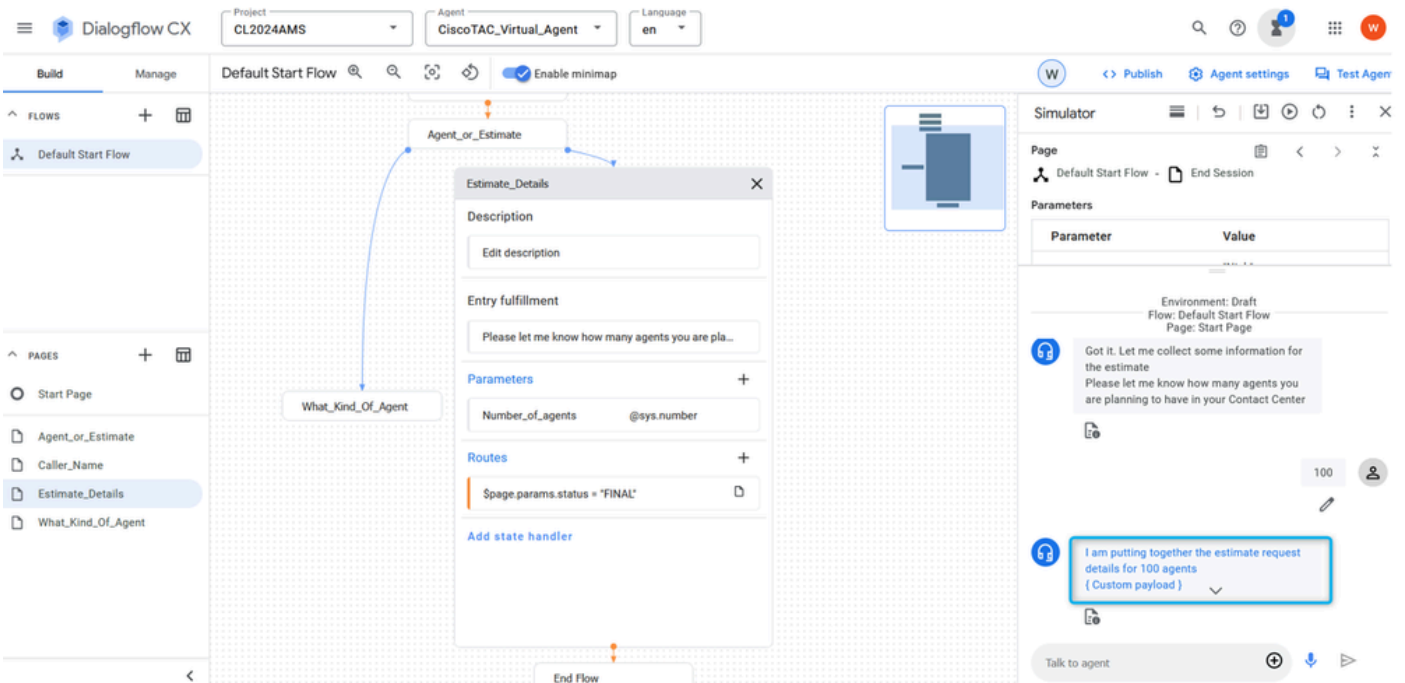 Dialogflow CX
Project
CL2024AMS
Agent
CiscoTAC_Virtual_Agent
Language
en
1
W
Build
Manage
Default Start Flow
Enable minimap
W
<> Publish
Agent settings
Test Agen
FLOWS
Default Start Flow
PAGES
Start Page
Agent_or_Estimate
Caller_Name
Estimate_Details
What_Kind_Of_Agent
Agent_or_Estimate
What_Kind_Of_Agent
Estimate_Details
Description
Edit description
Entry fulfillment
Please let me know how many agents you are pla...
Parameters
Number_of_agents @sys.number
Routes
$page.params.status = "FINAL"
Add state handler
End Flow
Simulator
Page
Default Start Flow - End Session
Parameters
Parameter Value
Environment: Draft
Flow: Default Start Flow
Page: Start Page
Got it. Let me collect some information for
the estimate
Please let me know how many agents you
are planning to have in your Contact Center
100
I am putting together the estimate request
details for 100 agents
{ Custom payload }
Talk to agent